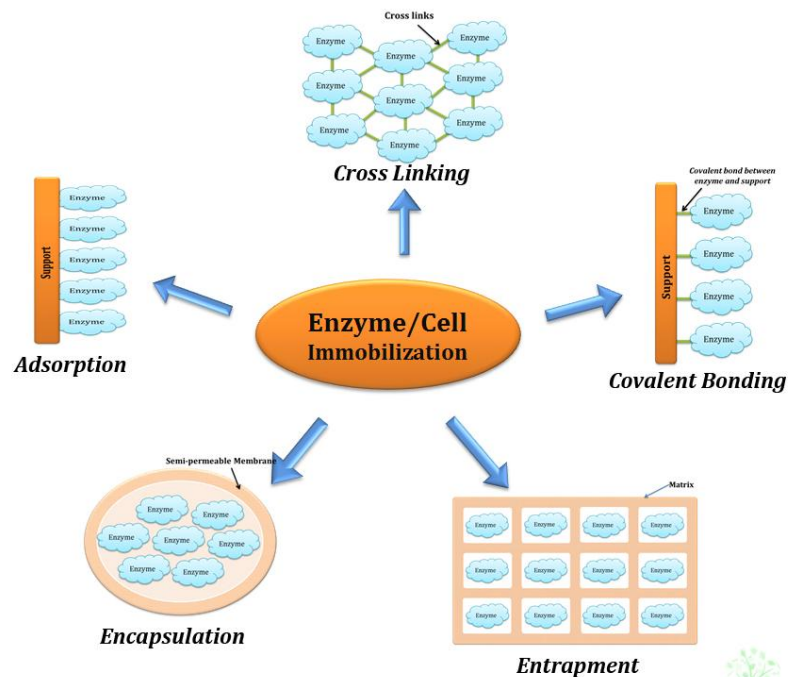 Cross links
Enzyme
Enzyme
Enzyme
Enzyme
Enzyme
Enzyme
Enzyme
Enzyme
Enzyme
Enzyme
Cross Linking
Support
Enzyme
Enzyme
Enzyme
Enzyme
Enzyme
Adsorption
Covalent bond between
enzyme and support
Support
Enzyme
Enzyme
Enzyme
Enzyme
Covalent Bonding
Enzyme/Cell
Immobilization
Semi-permeable Membrane
Enzyme
Enzyme
Enzyme
Enzyme
Enzyme
Enzyme
Enzyme
Encapsulation
Matrix
Enzyme Enzyme Enzyme Enzyme
Enzyme Enzyme Enzyme Enzyme
Enzyme Enzyme Enzyme Enzyme
Entrapment